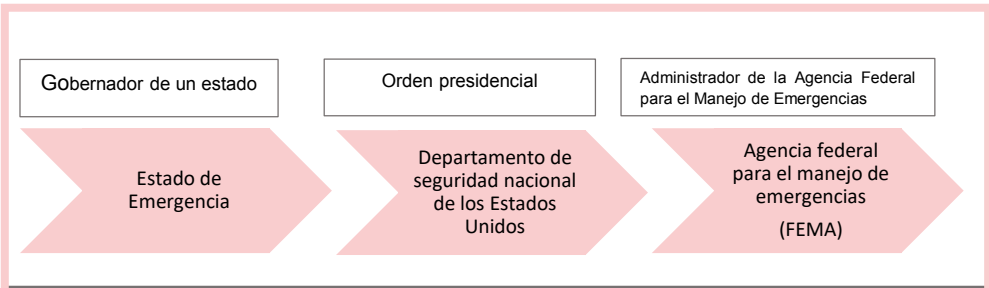 Gobernador de un estado
Orden presidencial
Administrador de la Agencia Federal
para el Manejo de Emergencias
Estado de
Emergencia
Departamento de
seguridad nacional
de los Estados
Unidos
Agencia federal
para el manejo de
emergencias
(FEMA)